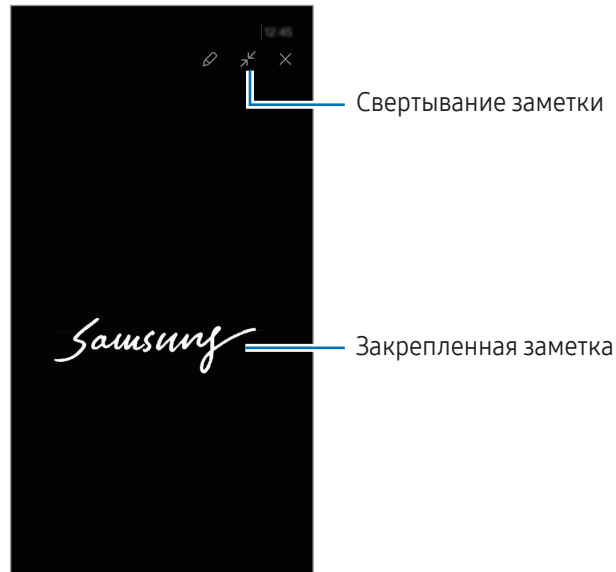 12:45
Свертывание заметки
Samsung
Закрепленная заметка